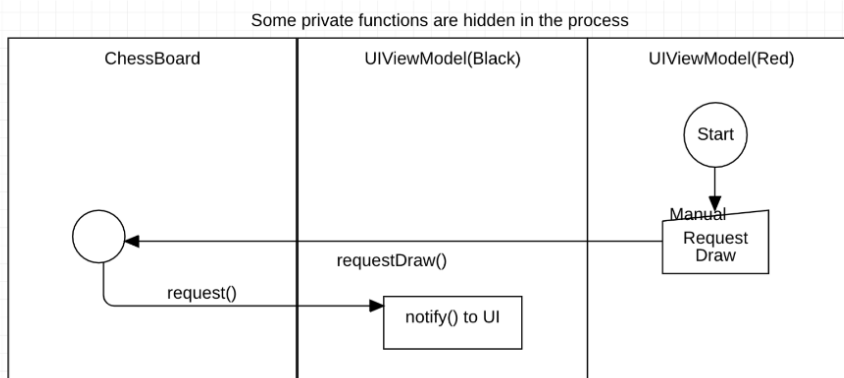 Some private functions are hidden in the process
ChessBoard
UIViewModel(Black)
UIViewModel(Red)
Start
Manual
Request
Draw
requestDraw()
request()
notify() to UI